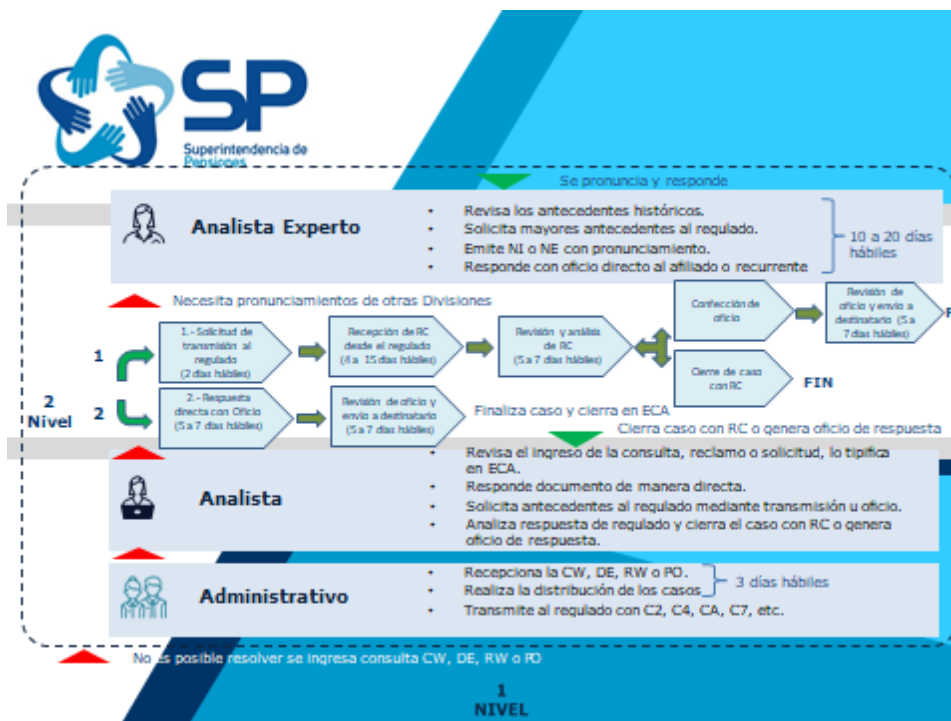 SP
Superintendencia de
Pensiones
Se pronuncia y responde
Analista Experto
• Revisa los antecedentes históricos.
• Solicita mayores antecedentes al regulado.
• Emite NI o NE con pronunciamiento.
• Responde con oficio directo al afiliado o recurrente
10 a 20 días
hábiles
Necesita pronunciamientos de otras Divisiones
2
Nivel
1
1.- Solicitud de
transmisión al
regulado
(2 días hábiles)
Recepción de RC
desde el regulado
(4 a 15 días hábiles)
Revisión y análisis
de RC
(5 a 7 días hábiles)
Confección de
oficio
Revisión de
oficio y envío a
destinatario (5 a
7 días hábiles)
F
Cierre de caso
con RC
FIN
2
2.- Respuesta
directa con Oficio
(5 a 7 días hábiles)
Revisión de oficio y
envío a destinatario
(5 a 7 días hábiles)
Finaliza caso y cierra en ECA
Cierra caso con RC o genera oficio de respuesta
Analista
• Revisa el ingreso de la consulta, reclamo o solicitud, lo tipifica
en ECA.
• Responde documento de manera directa.
• Solicita antecedentes al regulado mediante transmisión u oficio.
• Analiza respuesta de regulado y cierra el caso con RC o genera
oficio de respuesta.
Administrativo
• Recepciona la CW, DE, RW o PO.
• Realiza la distribución de los casos
• Transmite al regulado con C2, C4, CA, C7, etc.
3 días hábiles
No es posible resolver se ingresa consulta CW, DE, RW o PO
1
NIVEL